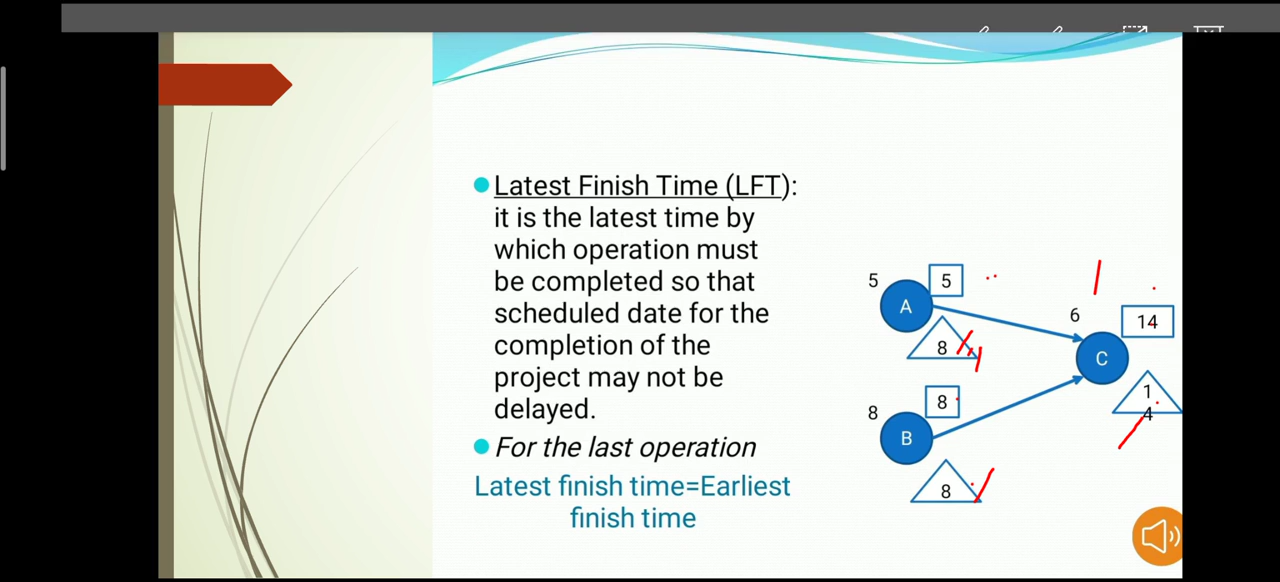 Latest Finish Time (LFT):
it is the latest time by
which operation must
be completed so that
scheduled date for the
completion of the
project may not be
delayed.
For the last operation
Latest finish time=Earliest
finish time
5
5
A
8
8
8
B
8
6
14
C
1
4